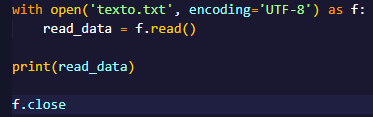 with open('texto.txt', encoding='UTF-8') as f:
    read_data = f.read()
print(read_data)
f.close